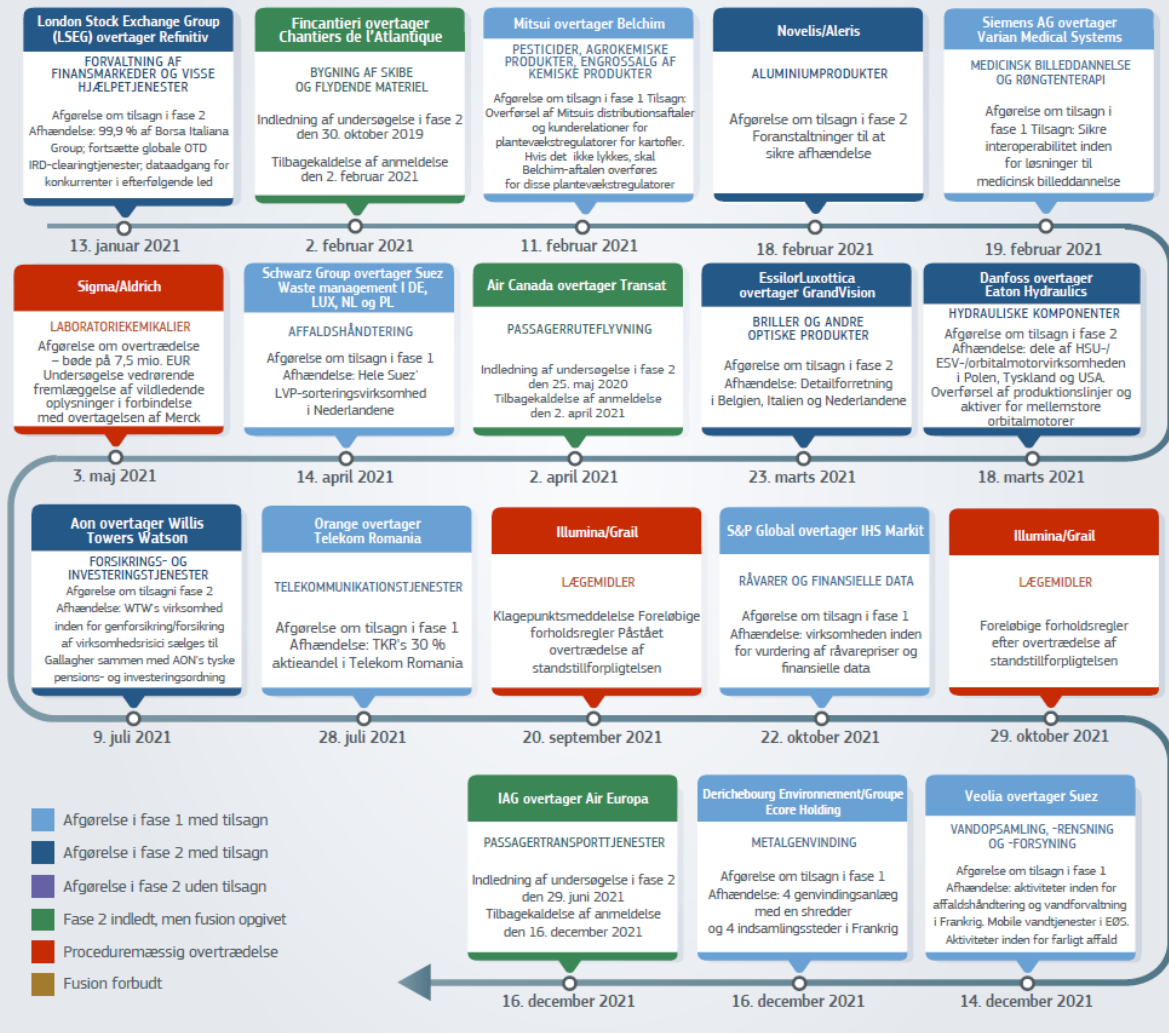 London Stock Exchange Group
(LSEG) overtager Refinitiv
FORVALTNING AF
FINANSMARKEDER OG VISSE
HJÆLPETJENESTER
Afgørelse om tilsagn i fase 2
Afhændelse: 99,9 % af Borsa Italiana
Group; fortsætte globale OTD
IRD-clearingtjenester; dataadgang for
konkurrenter i efterfølgende led
13. januar 2021
Fincantieri overtager
Chantiers de l'Atlantique
BYGNING AF SKIBE
OG FLYDENDE MATERIEL
Indledning af undersøgelse i fase 2
den 30. oktober 2019
Tilbagekaldelse af anmeldelse
den 2. februar 2021
2. februar 2021
Mitsui overtager Belchim
PESTICIDER, AGROKEMISKE
PRODUKTER, ENGROSSALG AF
KEMISKE PRODUKTER
Afgørelse om tilsagn i fase 1 Tilsagn:
Overførsel af Mitsuis distributionsaftaler
og kunderelationer for
plantevækstregulatorer for kartofler.
Hvis det ikke lykkes, skal
Belchim-aftalen overføres
for disse plantevækstregulatorer
11. februar 2021
Novelis/Aleris
ALUMINIUMPRODUKTER
Afgørelse om tilsagn i fase 2
Foranstaltninger til at
sikre afhændelse
18. februar 2021
Siemens AG overtager
Varian Medical Systems
MEDICINSK BILLEDDANNELSE
OG RØNGTENTERAPI
Afgørelse om tilsagn i
fase 1 Tilsagn: Sikre
interoperabilitet inden
for løsninger til
medicinsk billeddannelse
19. februar 2021
Sigma/Aldrich
LABORATORIEKEMIKALIER
Afgørelse om overtrædelse
– bøde på 7,5 mio. EUR
Undersøgelse vedrørende
fremlæggelse af vildledende
oplysninger i forbindelse
med overtagelsen af Merck
3. maj 2021
Schwarz Group overtager Suez
Waste management I DE,
LUX, NL og PL
AFFALDSHÅNDTERING
Afgørelse om tilsagn i fase 1
Afhændelse: Hele Suez'
LVP-sorteringsvirksomhed
i Nederlandene
14. april 2021
Air Canada overtager Transat
PASSAGERRUTEFLYVNING
Indledning af undersøgelse i fase 2
den 25. maj 2020
Tilbagekaldelse af anmeldelse
den 2. april 2021
2. april 2021
EssilorLuxottica
overtager GrandVision
BRILLER OG ANDRE
OPTISKE PRODUKTER
Afgørelse om tilsagn i fase 2
Afhændelse: Detailforretning
i Belgien, Italien og Nederlandene
23. marts 2021
Danfoss overtager
Eaton Hydraulics
HYDRAULISKE KOMPONENTER
Afgørelse om tilsagn i fase 2
Afhændelse: dele af HSU-/
ESV-/orbitalmotorvirksomheden
i Polen, Tyskland og USA.
Overførsel af produktionslinjer og
aktiver for mellemstore
orbitalmotorer
18. marts 2021
Aon overtager Willis
Towers Watson
FORSIKRINGS- OG
INVESTERINGSTJENESTER
Afgørelse om tilsagni fase 2
Afhændelse: WTW's virksomhed
inden for genforsikring/forsikring
af virksomhedsrisici sælges til
Gallagher sammen med AON's tyske
pensions- og investeringsordning
9. juli 2021
Orange overtager
Telekom Romania
TELEKOMMUNIKATIONSTJENESTER
Afgørelse om tilsagn i fase 1
Afhændelse: TKR's 30 %
aktieandel i Telekom Romania
28. juli 2021
Illumina/Grail
LÆGEMIDLER
Klagepunktsmeddelelse Foreløbige
forholdsregler Påstået
overtrædelse af
standstillforpligtelsen
20. september 2021
S&P Global overtager IHS Markit
RÅVARER OG FINANSIELLE DATA
Afgørelse om tilsagn i fase 1
Afhændelse: virksomheden inden
for vurdering af råvarepriser og
finansielle data
22. oktober 2021
Illumina/Grail
LÆGEMIDLER
Foreløbige forholdsregler
efter overtrædelse af
standstillforpligtelsen
29. oktober 2021
IAG overtager Air Europa
PASSAGERTRANSPORTTJENESTER
Indledning af undersøgelse i fase 2
den 29. juni 2021
Tilbagekaldelse af anmeldelse
den 16. december 2021
16. december 2021
Derichebourg Environnement/Groupe
Ecore Holding
METALGENVINDING
Afgørelse om tilsagn i fase 1
Afhændelse: 4 genvindingsanlæg
med en shredder
og 4 indsamlingssteder i Frankrig
16. december 2021
Veolia overtager Suez
VANDOPSAMLING, -RENSNING
OG -FORSYNING
Afgørelse om tilsagn i fase 1
Afhændelse: aktiviteter inden for
affaldshåndtering og vandforvaltning
i Frankrig. Mobile vandtjenester i EØS.
Aktiviteter inden for farligt affald
14. december 2021
Afgørelse i fase 1 med tilsagn
Afgørelse i fase 2 med tilsagn
Afgørelse i fase 2 uden tilsagn
Fase 2 indledt, men fusion opgivet
Proceduremæssig overtrædelse
Fusion forbudt